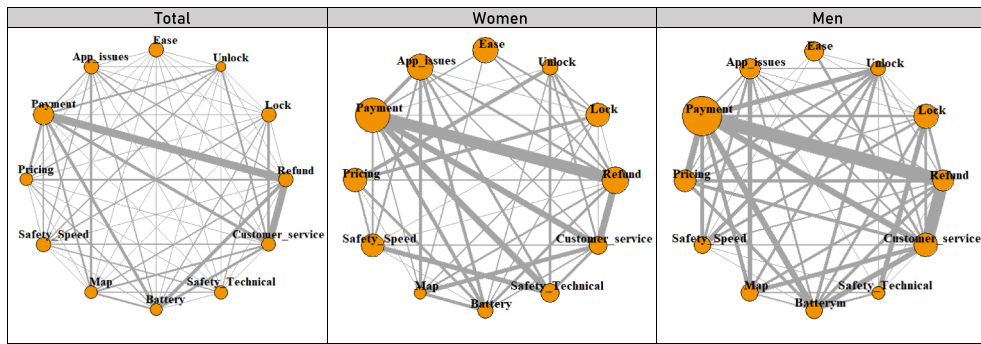 Total
Women
Men
Ease
App_issues
Unlock
Payment
Lock
Pricing
Refund
Safety_Speed
Customer_service
Map
Safety_Technical
Battery
Ease
App_issues
Unlock
Payment
Lock
Pricing
Refund
Safety_Speed
Customer_service
Map
Safety_Technical
Battery
Ease
App_issues
Unlock
Payment
Lock
Pricing
Refund
Safety_Speed
Customer_service
Map
Safety_Technical
Batterym